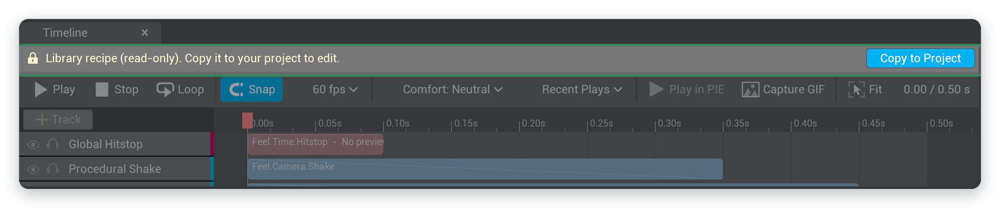 Timeline
Library recipe (read-only). Copy it to your project to edit.
Copy to Project
Play
Stop
Loop
Snap
60 fps
Comfort: Neutral
Recent Plays
Play in PIE
Capture GIF
Fit
0.00 / 0.50 s
Track
0.00s 0.05s 0.10s 0.15s 0.20s 0.25s 0.30s 0.35s 0.40s 0.45s 0.50s
Global Hitstop
Feel.Time.Hitstop - No previe
Procedural Shake
Feel.Camera.Shake